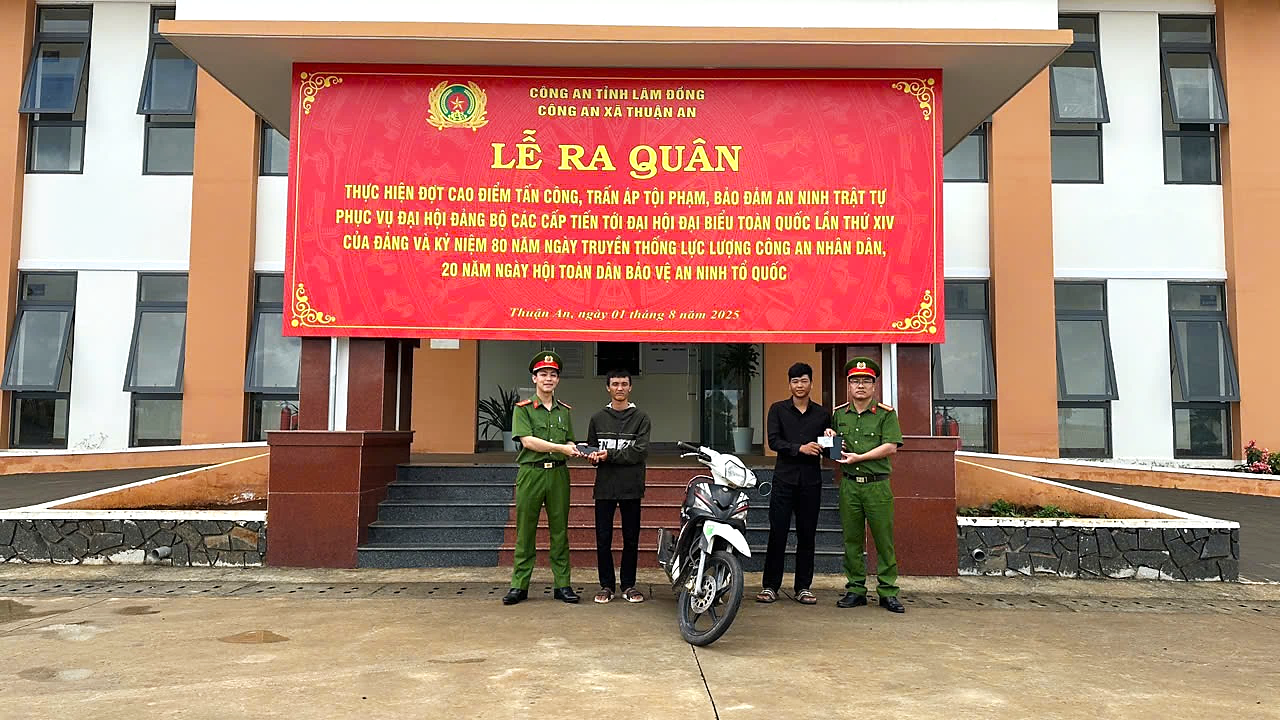 CÔNG AN TỈNH LÂM ĐỒNG
CÔNG AN XÃ THUẬN AN
LỄ RA QUÂN
THỰC HIỆN ĐỢT CAO ĐIỂM TẤN CÔNG, TRẤN ÁP TỘI PHẠM, BẢO ĐẢM AN NINH TRẬT TỰ
PHỤC VỤ ĐẠI HỘI ĐẢNG BỘ CÁC CẤP TIẾN TỚI ĐẠI HỘI ĐẠI BIỂU TOÀN QUỐC LẦN THỨ XIV
CỦA ĐẢNG VÀ KỶ NIỆM 80 NĂM NGÀY TRUYỀN THỐNG LỰC LƯỢNG CÔNG AN NHÂN DÂN,
20 NĂM NGÀY HỘI TOÀN DÂN BẢO VỆ AN NINH TỔ QUỐC
Thuận An, ngày 01 tháng 8 năm 2025